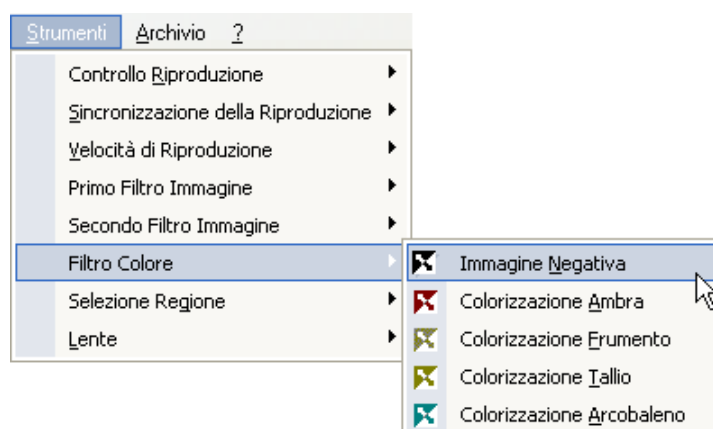 Strumenti Archivio ?
Controllo Riproduzione
Sincronizzazione della Riproduzione
Velocità di Riproduzione
Primo Filtro Immagine
Secondo Filtro Immagine
Filtro Colore
Immagine Negativa
Selezione Regione
Colorizzazione Ambra
Lente
Colorizzazione Frumento
Colorizzazione Tallio
Colorizzazione Arcobaleno